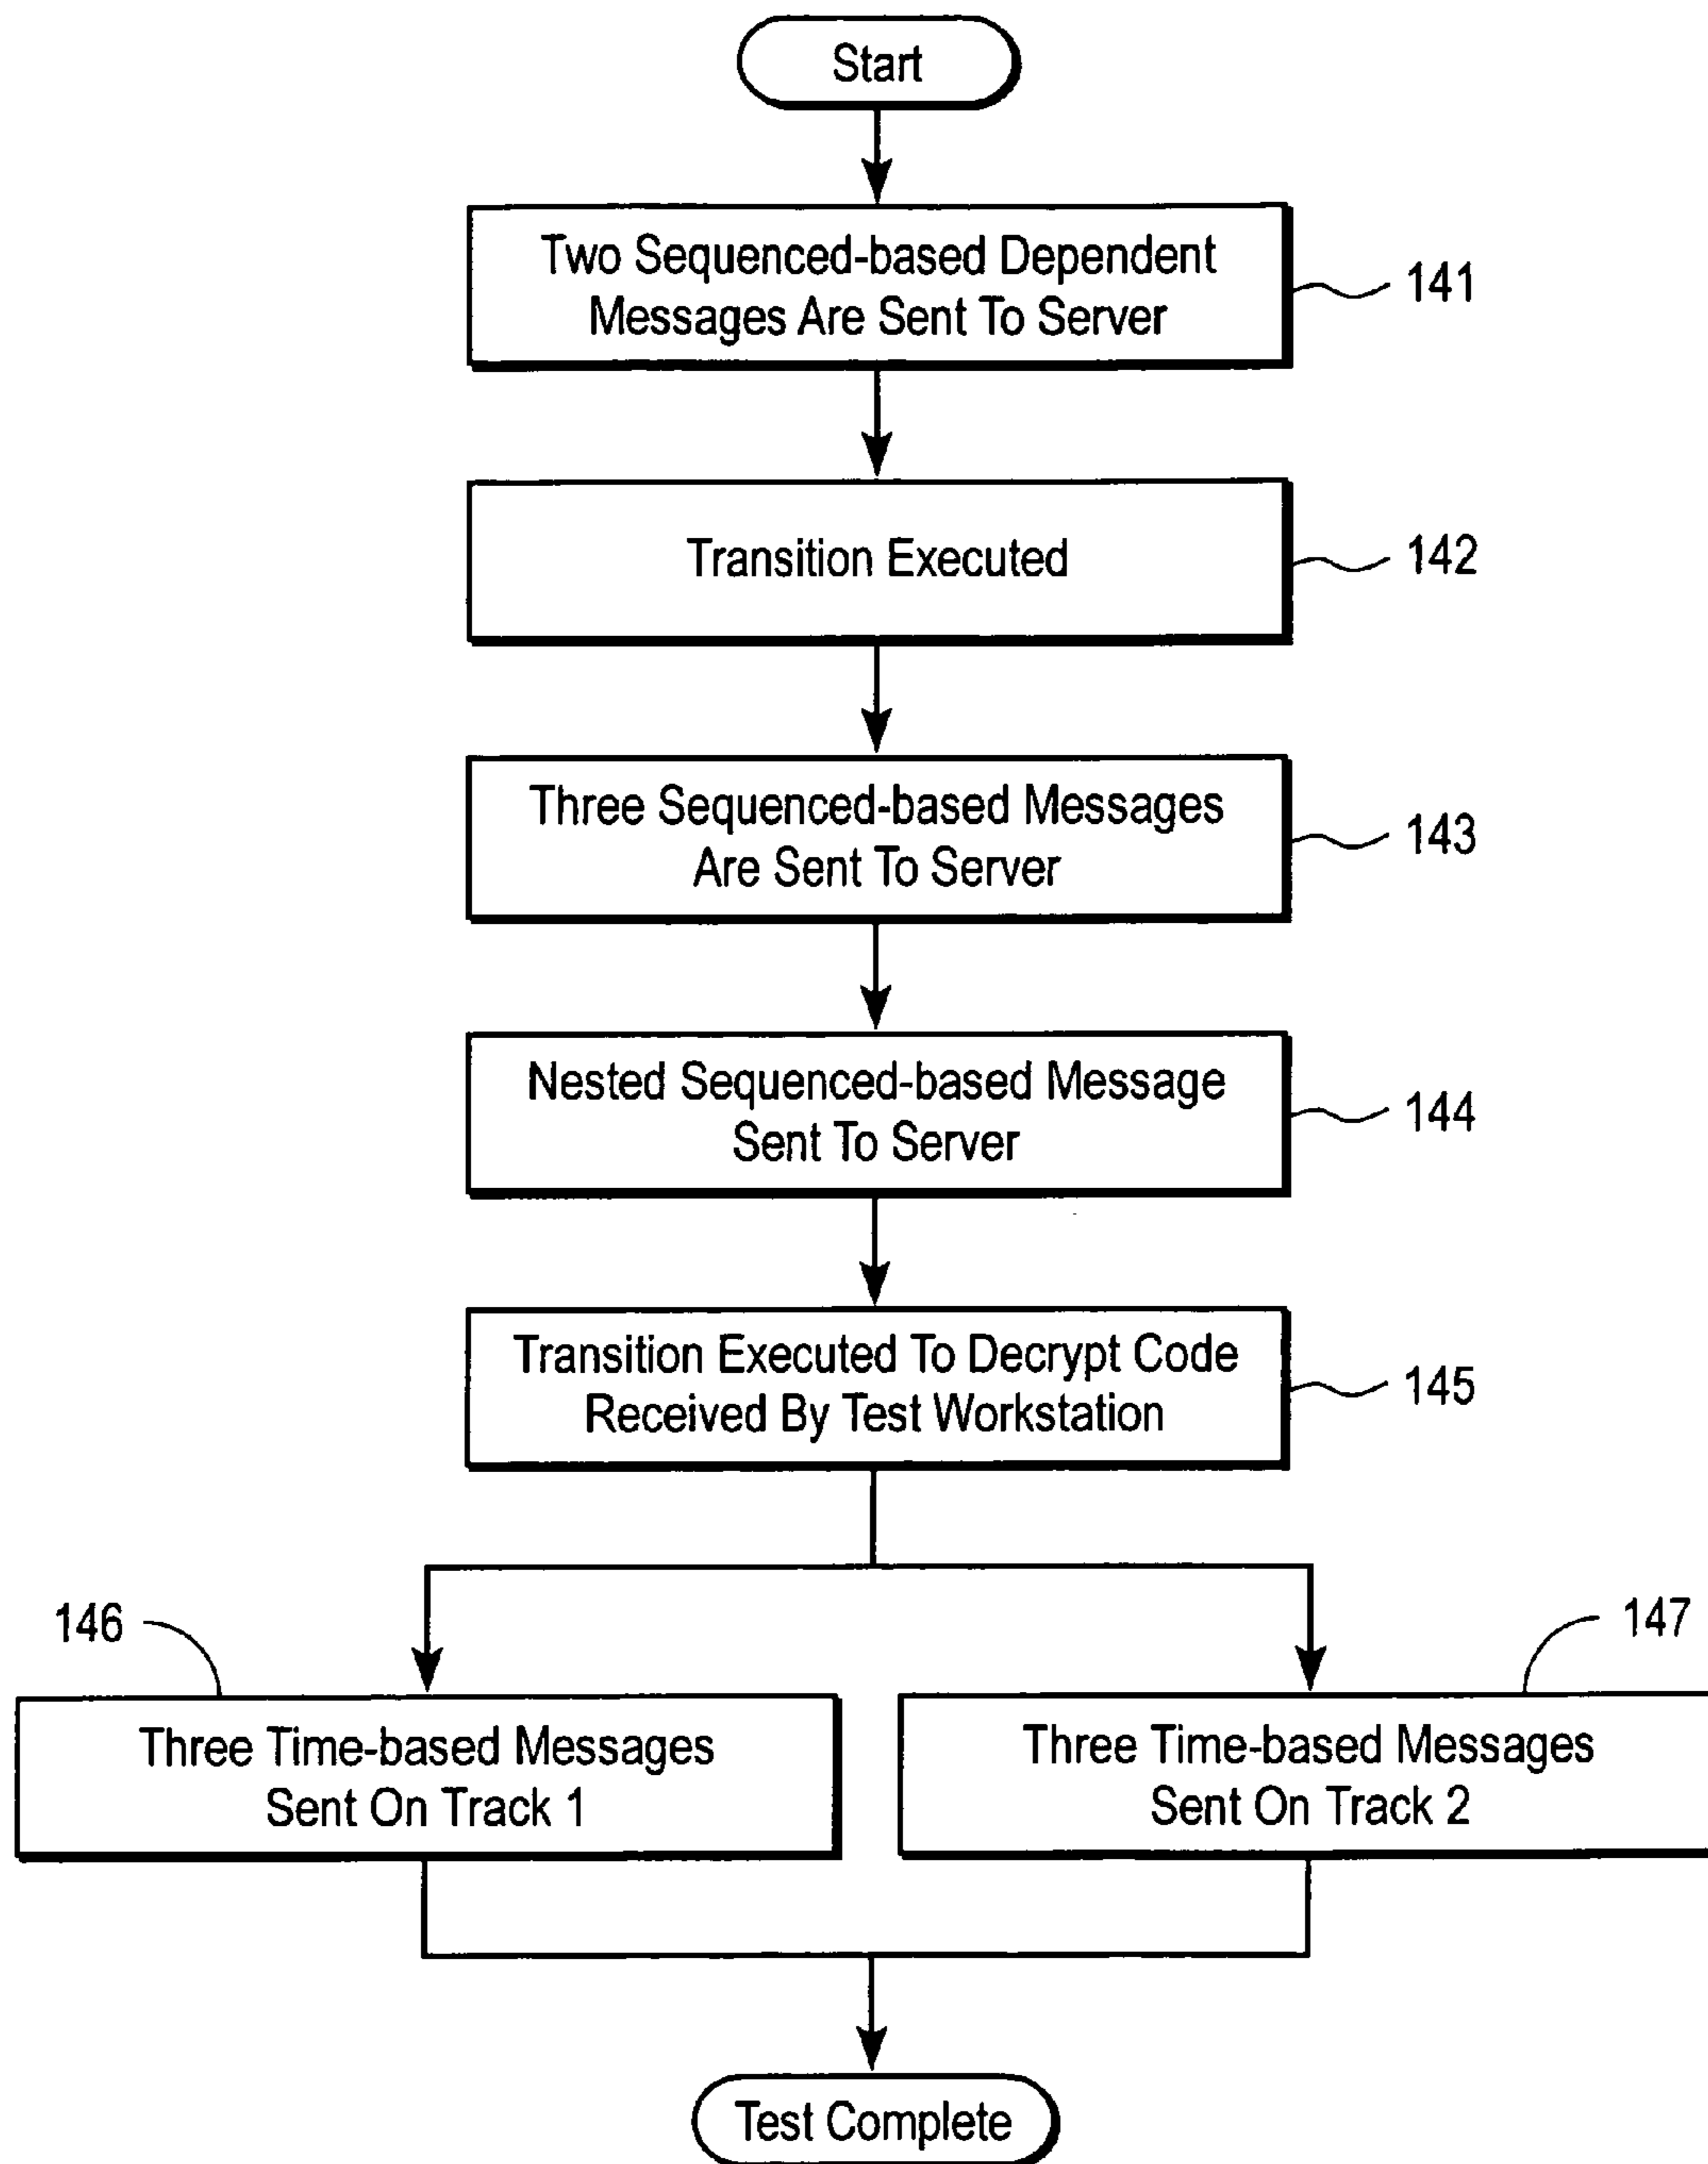 Start
Two Sequenced-based Dependent
Messages Are Sent To Server
141
Transition Executed
142
Three Sequenced-based Messages
Are Sent To Server
143
Nested Sequenced-based Message
Sent To Server
144
Transition Executed To Decrypt Code
Received By Test Workstation
145
146
147
Three Time-based Messages
Sent On Track 1
Three Time-based Messages
Sent On Track 2
Test Complete